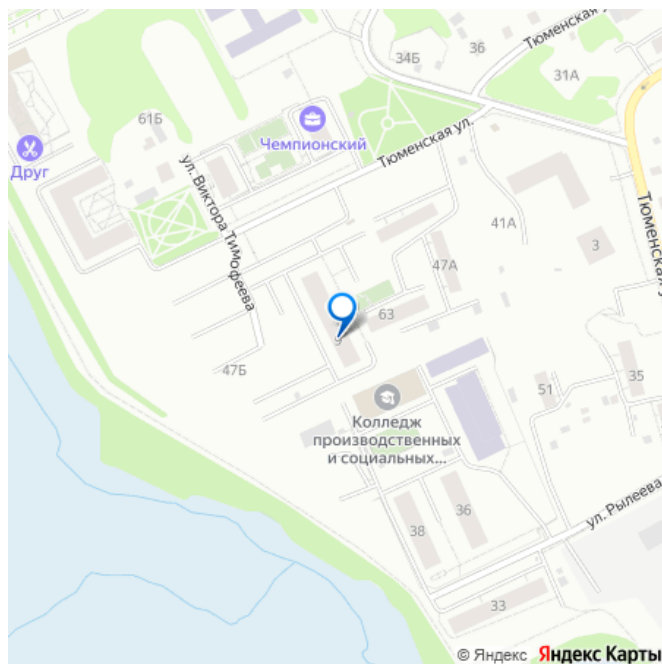 Тюменская у
36
34Б
31А
61Б
Чемпионский
Тюменская ул.
Друг
ул. Виктора Тимофеева
41А
Тюменская у
3
47А
63
9
47Б
35
51
Колледж
производственных
и социальных...
ул. Рылеева
36
38
33
© Яндекс Яндекс Карты